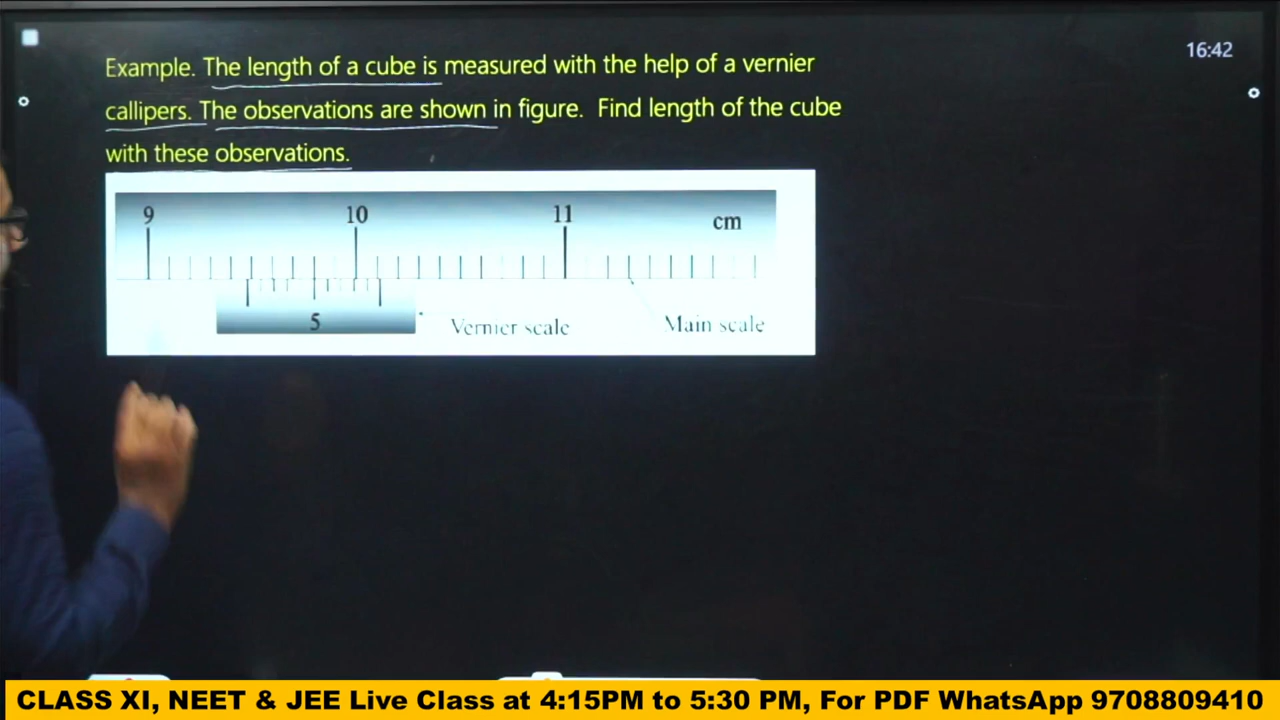 16:42
Example. The length of a cube is measured with the help of a vernier
callipers. The observations are shown in figure. Find length of the cube
with these observations.
9 10 11 cm
5 Vernier scale Main scale
CLASS XI, NEET & JEE Live Class at 4:15PM to 5:30 PM, For PDF WhatsApp 9708809410